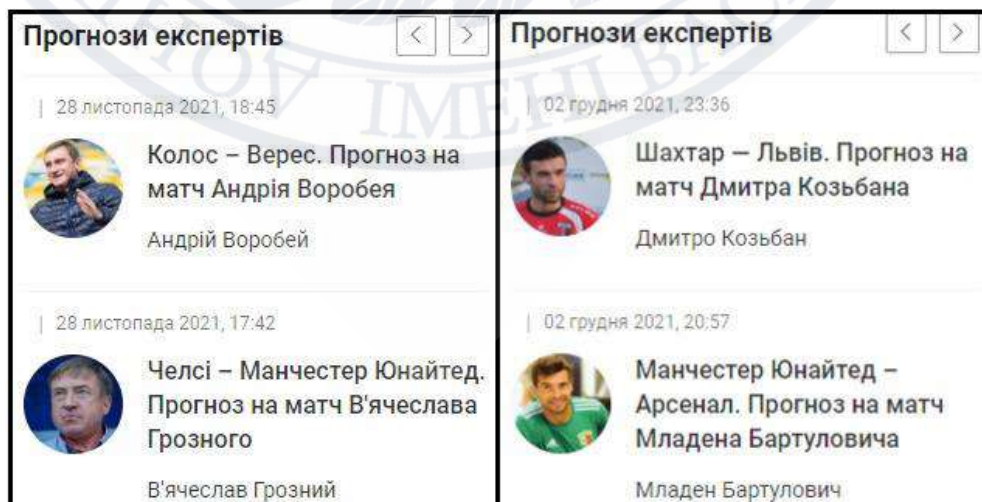 Прогнози експертів
| 28 листопада 2021, 18:45
Колос – Верес. Прогноз на
матч Андрія Воробея
Андрій Воробей
| 28 листопада 2021, 17:42
Челсі – Манчестер Юнайтед.
Прогноз на матч В'ячеслава
Грозного
В'ячеслав Грозний
Прогнози експертів
| 02 грудня 2021, 23:36
Шахтар — Львів. Прогноз на
матч Дмитра Козьбана
Дмитро Козьбан
| 02 грудня 2021, 20:57
Манчестер Юнайтед –
Арсенал. Прогноз на матч
Младена Бартуловича
Младен Бартулович
ІМЕНІ